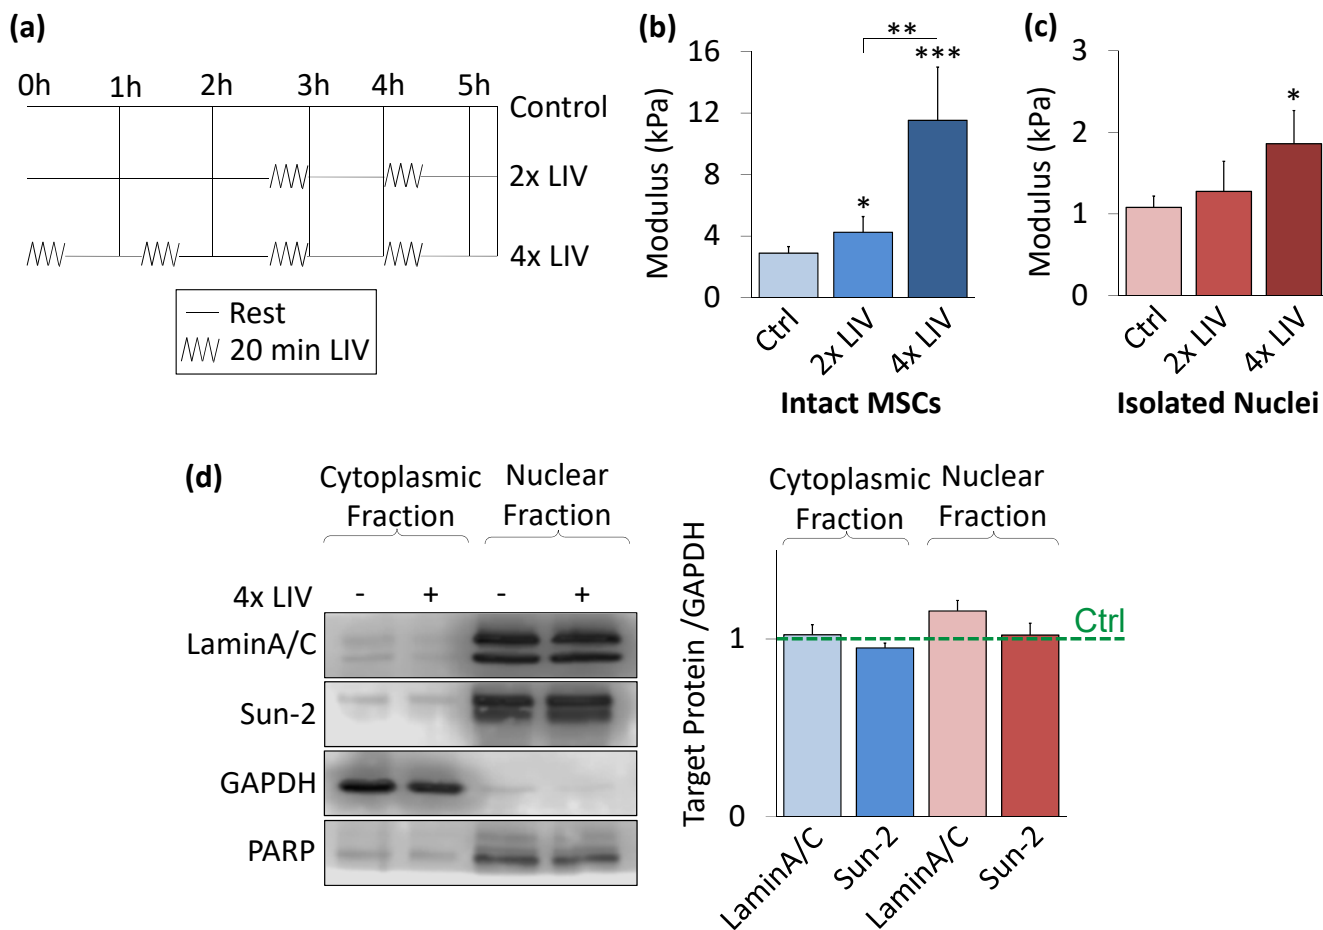 (a)
0h 1h 2h 3h 4h 5h
Control
2x LIV
4x LIV
Rest
20 min LIV
(b)
**
***
*
16
12
8
4
0
Modulus (kPa)
Ctrl
2x LIV
4x LIV
Intact MSCs
(c)
*
3
2
1
0
Modulus (kPa)
Ctrl
2x LIV
4x LIV
Isolated Nuclei
(d)
Cytoplasmic
Fraction
Nuclear
Fraction
4x LIV - + - +
LaminA/C
Sun-2
GAPDH
PARP
Cytoplasmic
Fraction
Nuclear
Fraction
Target Protein /GAPDH
1
0
Ctrl
LaminA/C
Sun-2
LaminA/C
Sun-2